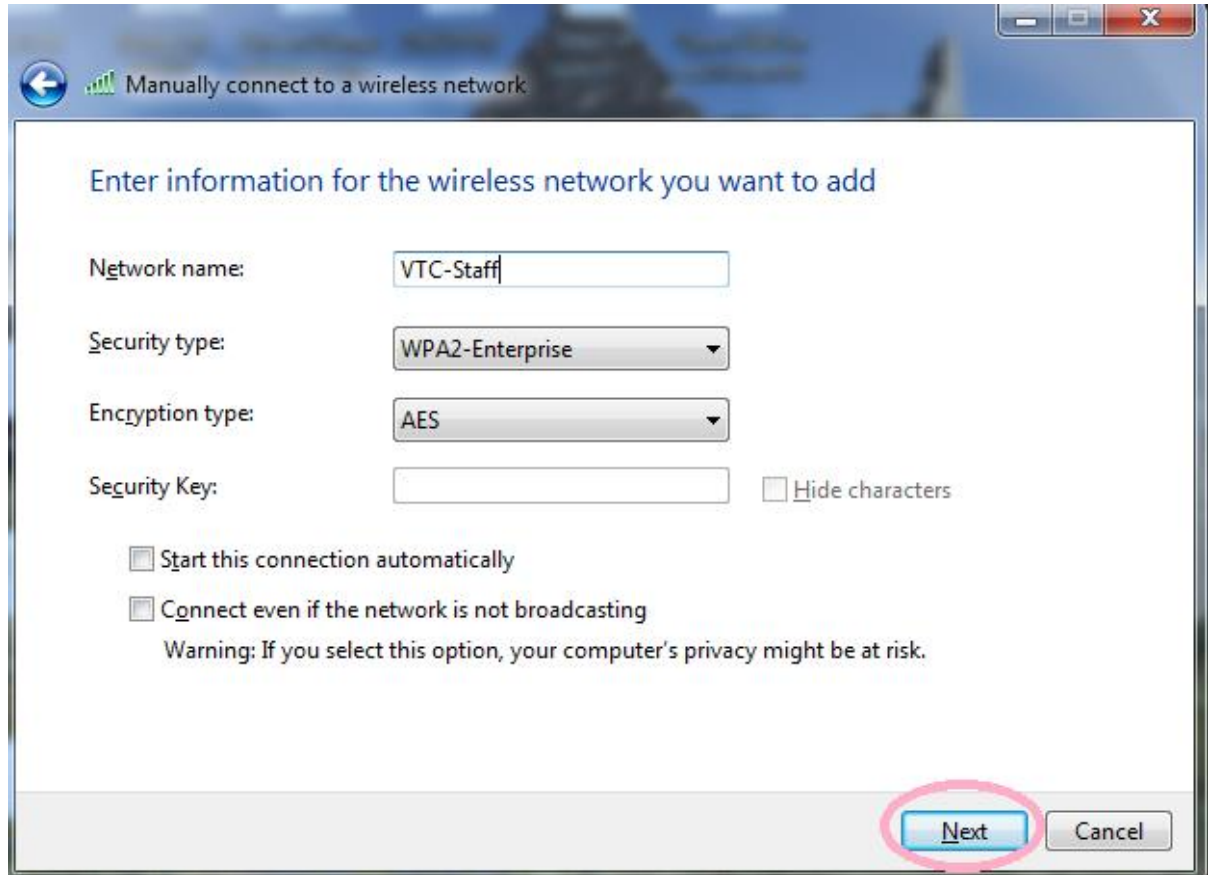 Manually connect to a wireless network
Enter information for the wireless network you want to add
Network name: VTC-Staff
Security type: WPA2-Enterprise
Encryption type: AES
Security Key: Hide characters
Start this connection automatically
Connect even if the network is not broadcasting
Warning: If you select this option, your computer's privacy might be at risk.
Next Cancel